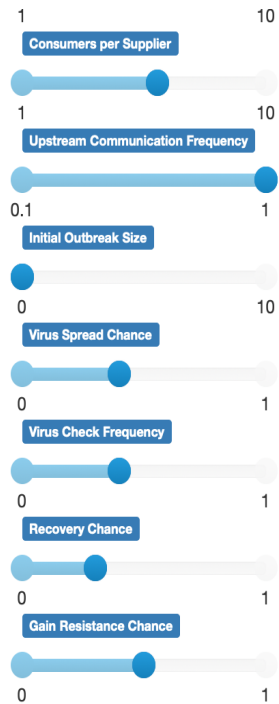 1 10
Consumers per Supplier
1 10
Upstream Communication Frequency
0.1 1
Initial Outbreak Size
0 10
Virus Spread Chance
0 1
Virus Check Frequency
0 1
Recovery Chance
0 1
Gain Resistance Chance
0 1